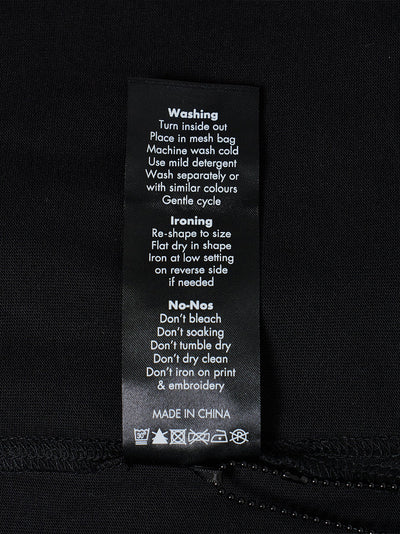 Washing
Turn inside out
Place in mesh bag
Machine wash cold
Use mild detergent
Wash separately or
with similar colours
Gentle cycle
Ironing
Re-shape to size
Flat dry in shape
Iron at low setting
on reverse side
if needed
No-Nos
Don't bleach
Don't soaking
Don't tumble dry
Don't dry clean
Don't iron on print
& embroidery
MADE IN CHINA